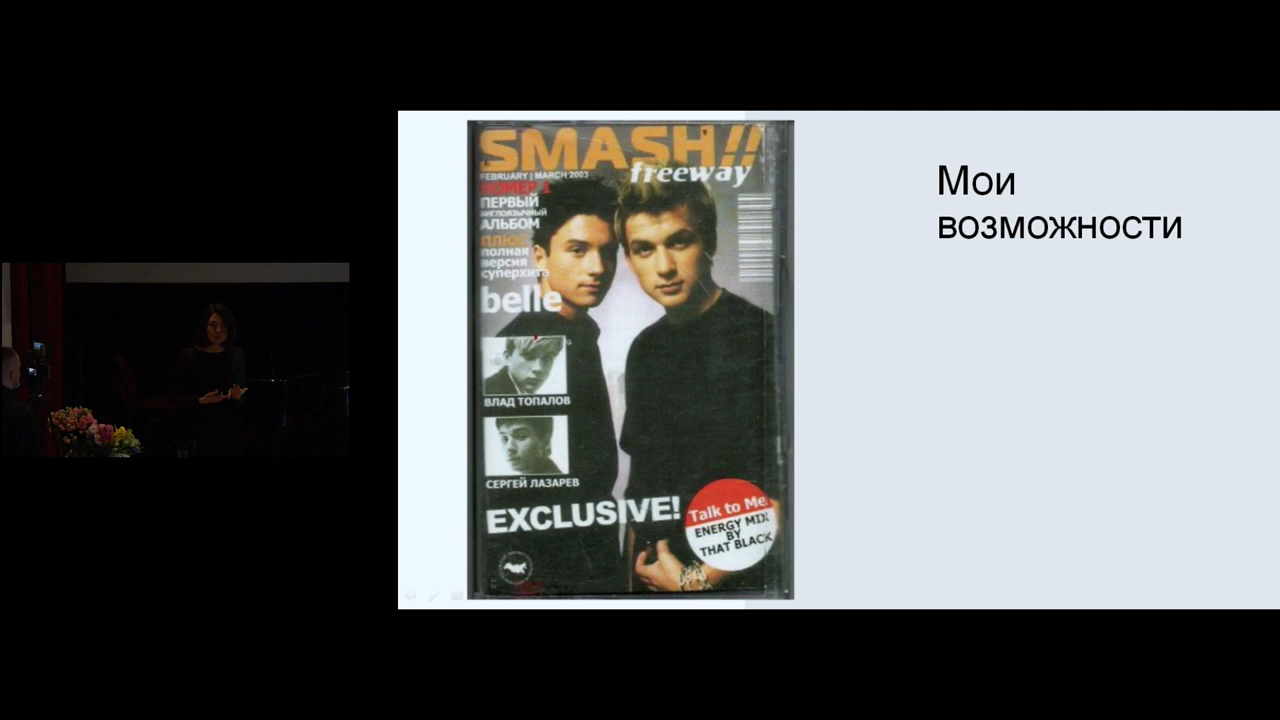 SMASH!!
freeway
FEBRUARY | MARCH 2003
НОМЕР 1
ПЕРВЫЙ
АНГЛОЯЗЫЧНЫЙ
АЛЬБОМ
ПЛЮС
полная
версия
суперхита
belle
ВЛАД ТОПАЛОВ
СЕРГЕЙ ЛАЗАРЕВ
EXCLUSIVE!
Talk to Me
ENERGY MIX
BY
THAT BLACK
Мои
возможности